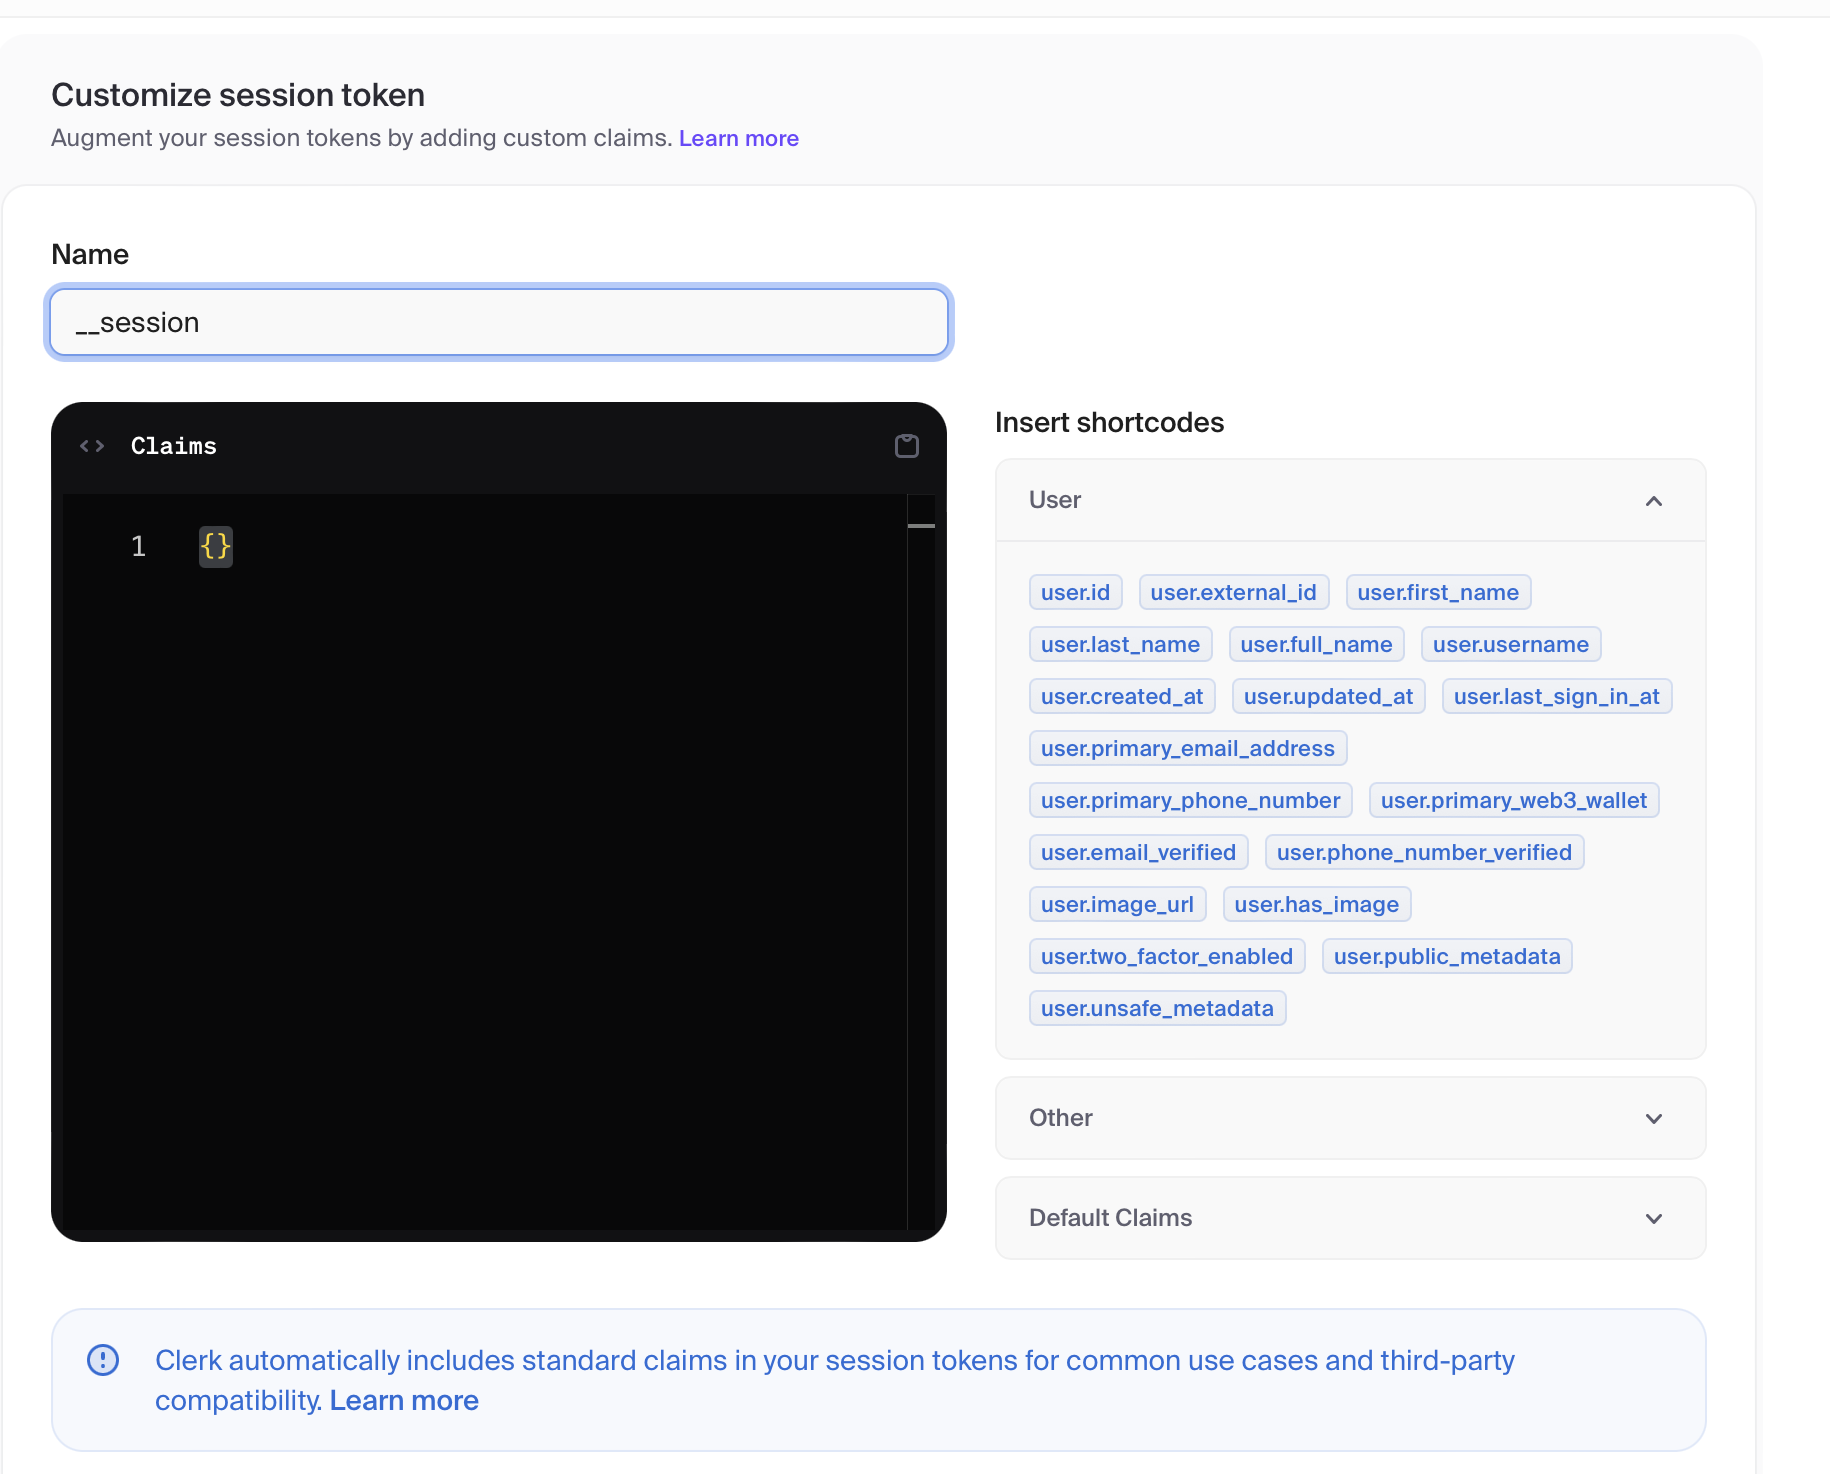 Customize session token
Augment your session tokens by adding custom claims. Learn more
Name
__session
<> Claims
1 {}
Insert shortcodes
User
user.id user.external_id user.first_name
user.last_name user.full_name user.username
user.created_at user.updated_at user.last_sign_in_at
user.primary_email_address
user.primary_phone_number user.primary_web3_wallet
user.email_verified user.phone_number_verified
user.image_url user.has_image
user.two_factor_enabled user.public_metadata
user.unsafe_metadata
Other
Default Claims
Clerk automatically includes standard claims in your session tokens for common use cases and third-party
compatibility. Learn more